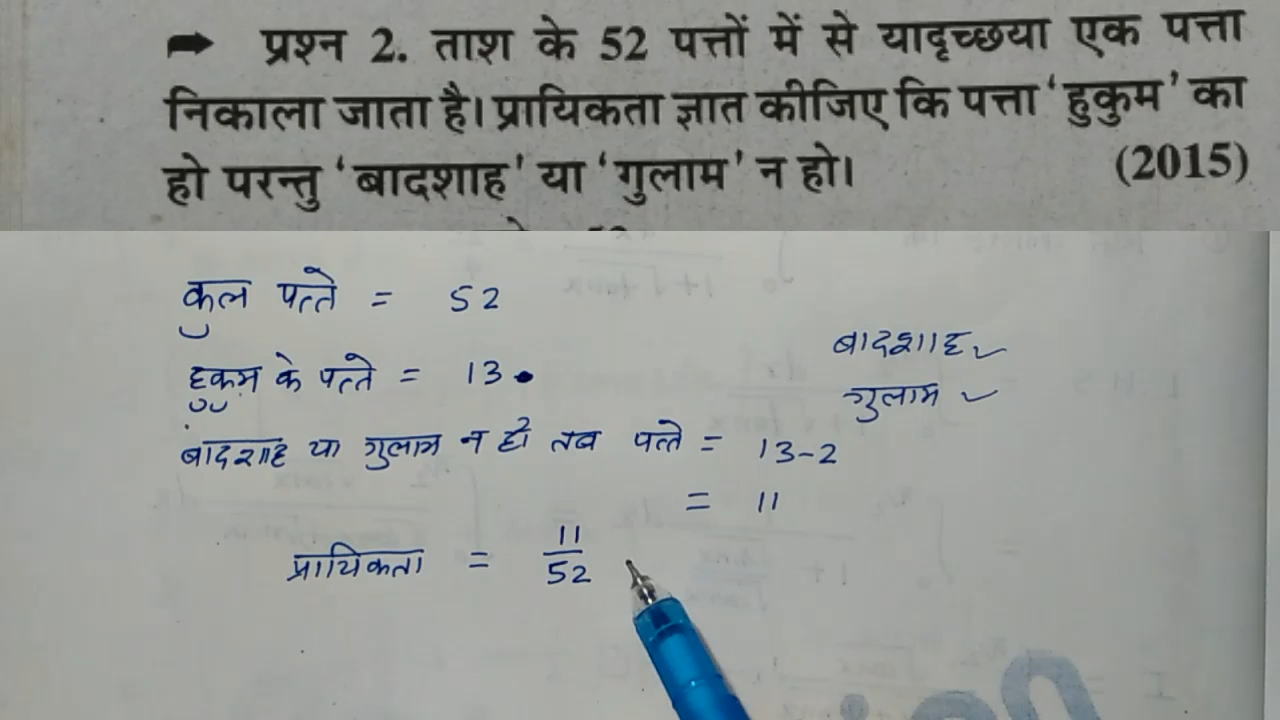 ➡ प्रश्न 2. ताश के 52 पत्तों में से यादृच्छया एक पत्ता
निकाला जाता है। प्रायिकता ज्ञात कीजिए कि पत्ता ‘हुकुम’ का
हो परन्तु ‘बादशाह’ या ‘गुलाम’ न हो। (2015)
कुल पत्ते = 52
हुकुम के पत्ते = 13
बादशाह ✓
गुलाम ✓
बादशाह या गुलाम न हो तब पत्ते = 13-2
= 11
प्रायिकता = 11/52